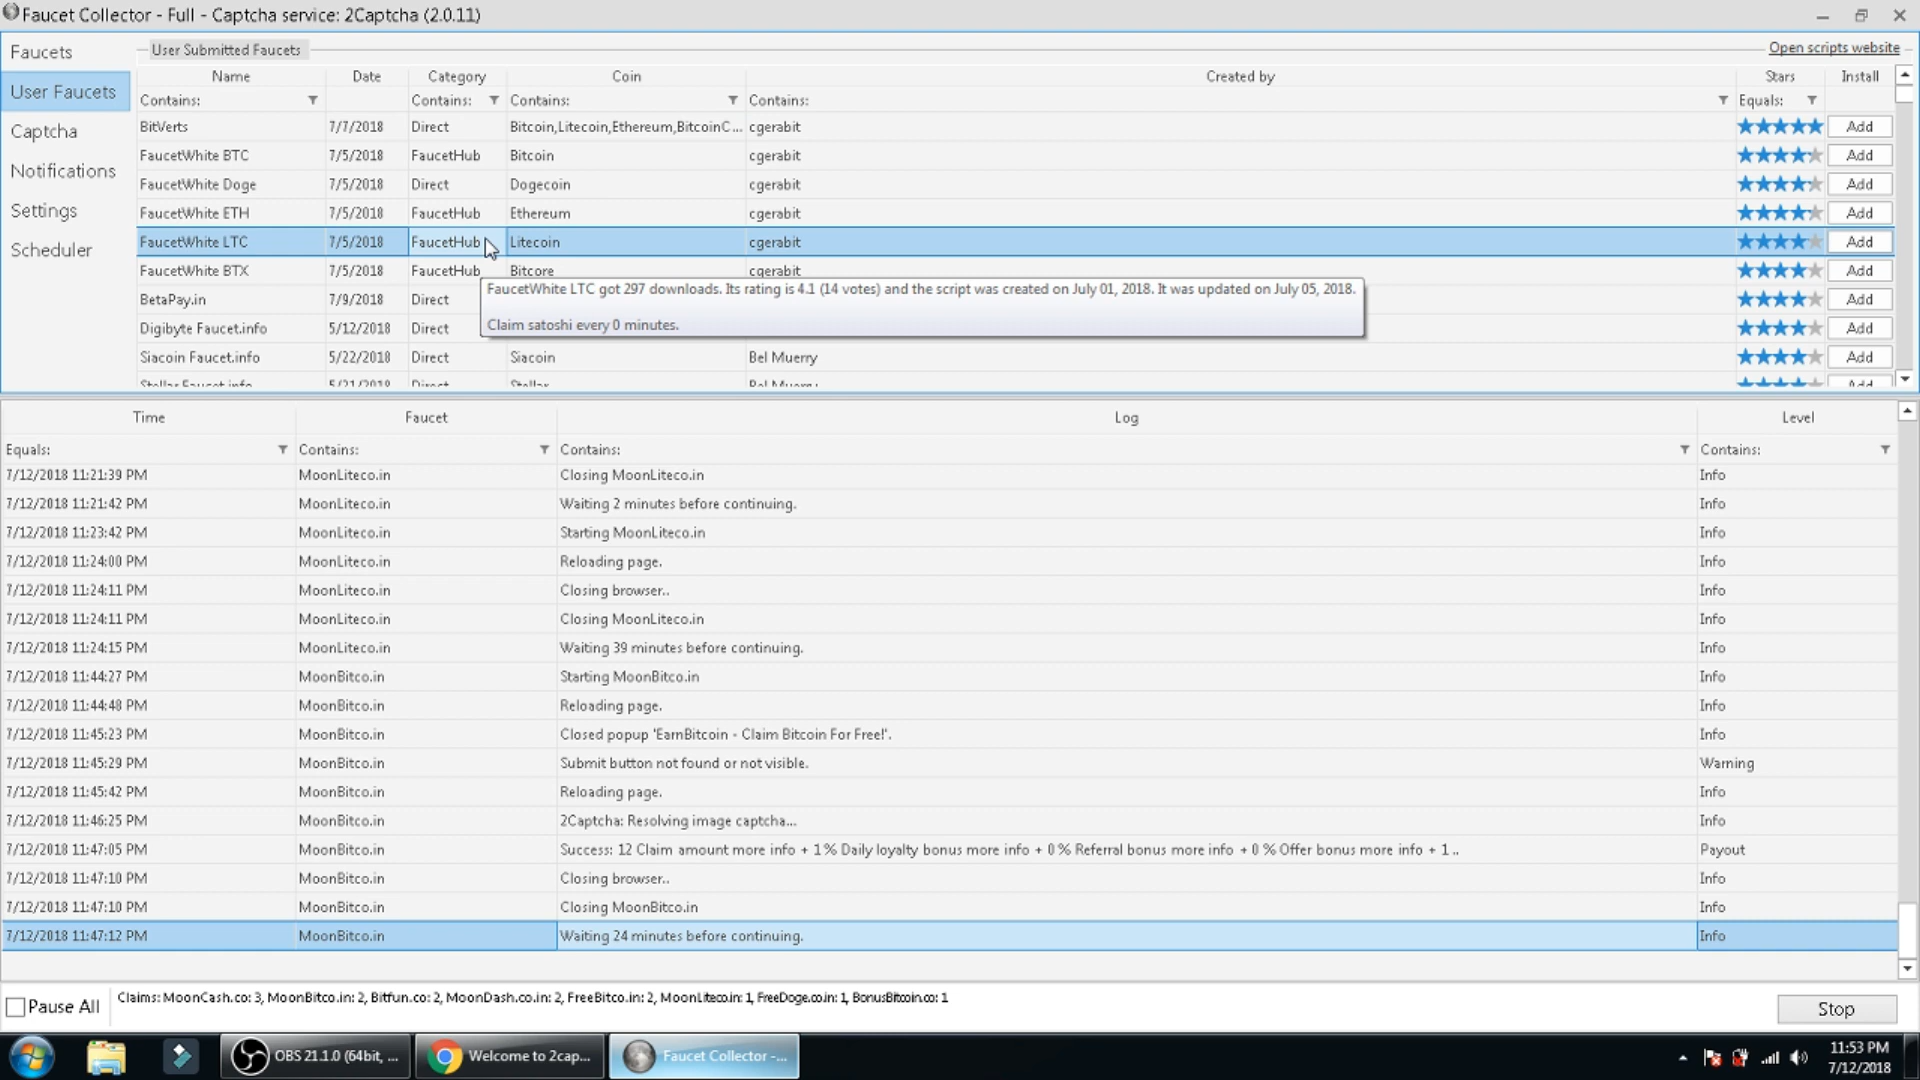 Faucet Collector - Full - Captcha service: 2Captcha (2.0.11)
Faucets
User Faucets
Captcha
Notifications
Settings
Scheduler
User Submitted Faucets
Open scripts website
Name Date Category Coin Created by Stars Install
Contains: Contains: Contains: Contains: Equals:
BitVerts 7/7/2018 Direct Bitcoin,Litecoin,Ethereum,BitcoinC... cgerabit Add
FaucetWhite BTC 7/5/2018 FaucetHub Bitcoin cgerabit Add
FaucetWhite Doge 7/5/2018 Direct Dogecoin cgerabit Add
FaucetWhite ETH 7/5/2018 FaucetHub Ethereum cgerabit Add
FaucetWhite LTC 7/5/2018 FaucetHub Litecoin cgerabit Add
FaucetWhite BTX 7/5/2018 FaucetHub Bitcore cgerabit Add
BetaPay.in 7/9/2018 Direct Add
Digibyte Faucet.info 5/12/2018 Direct Add
Siacoin Faucet.info 5/22/2018 Direct Siacoin Bel Muerry Add
Stellar Faucet.info 5/21/2018 Direct Stellar Bel Muerry Add
FaucetWhite LTC got 297 downloads. Its rating is 4.1 (14 votes) and the script was created on July 01, 2018. It was updated on July 05, 2018.
Claim satoshi every 0 minutes.
Time Faucet Log Level
Equals: Contains: Contains: Contains:
7/12/2018 11:21:39 PM MoonLiteco.in Closing MoonLiteco.in Info
7/12/2018 11:21:42 PM MoonLiteco.in Waiting 2 minutes before continuing. Info
7/12/2018 11:23:42 PM MoonLiteco.in Starting MoonLiteco.in Info
7/12/2018 11:24:00 PM MoonLiteco.in Reloading page. Info
7/12/2018 11:24:11 PM MoonLiteco.in Closing browser.. Info
7/12/2018 11:24:11 PM MoonLiteco.in Closing MoonLiteco.in Info
7/12/2018 11:24:15 PM MoonLiteco.in Waiting 39 minutes before continuing. Info
7/12/2018 11:44:27 PM MoonBitco.in Starting MoonBitco.in Info
7/12/2018 11:44:48 PM MoonBitco.in Reloading page. Info
7/12/2018 11:45:23 PM MoonBitco.in Closed popup 'EarnBitcoin - Claim Bitcoin For Free!'. Info
7/12/2018 11:45:29 PM MoonBitco.in Submit button not found or not visible. Warning
7/12/2018 11:45:42 PM MoonBitco.in Reloading page. Info
7/12/2018 11:46:25 PM MoonBitco.in 2Captcha: Resolving image captcha... Info
7/12/2018 11:47:05 PM MoonBitco.in Success: 12 Claim amount more info + 1 % Daily loyalty bonus more info + 0 % Referral bonus more info + 0 % Offer bonus more info + 1 .. Payout
7/12/2018 11:47:10 PM MoonBitco.in Closing browser.. Info
7/12/2018 11:47:10 PM MoonBitco.in Closing MoonBitco.in Info
7/12/2018 11:47:12 PM MoonBitco.in Waiting 24 minutes before continuing. Info
Pause All
Claims: MoonCash.co: 3, MoonBitco.in: 2, Bitfun.co: 2, MoonDash.co.in: 2, FreeBitco.in: 2, MoonLiteco.in: 1, FreeDoge.co.in: 1, BonusBitcoin.co: 1
Stop
OBS 21.1.0 (64bit, ...
Welcome to 2cap...
Faucet Collector -...
11:53 PM
7/12/2018